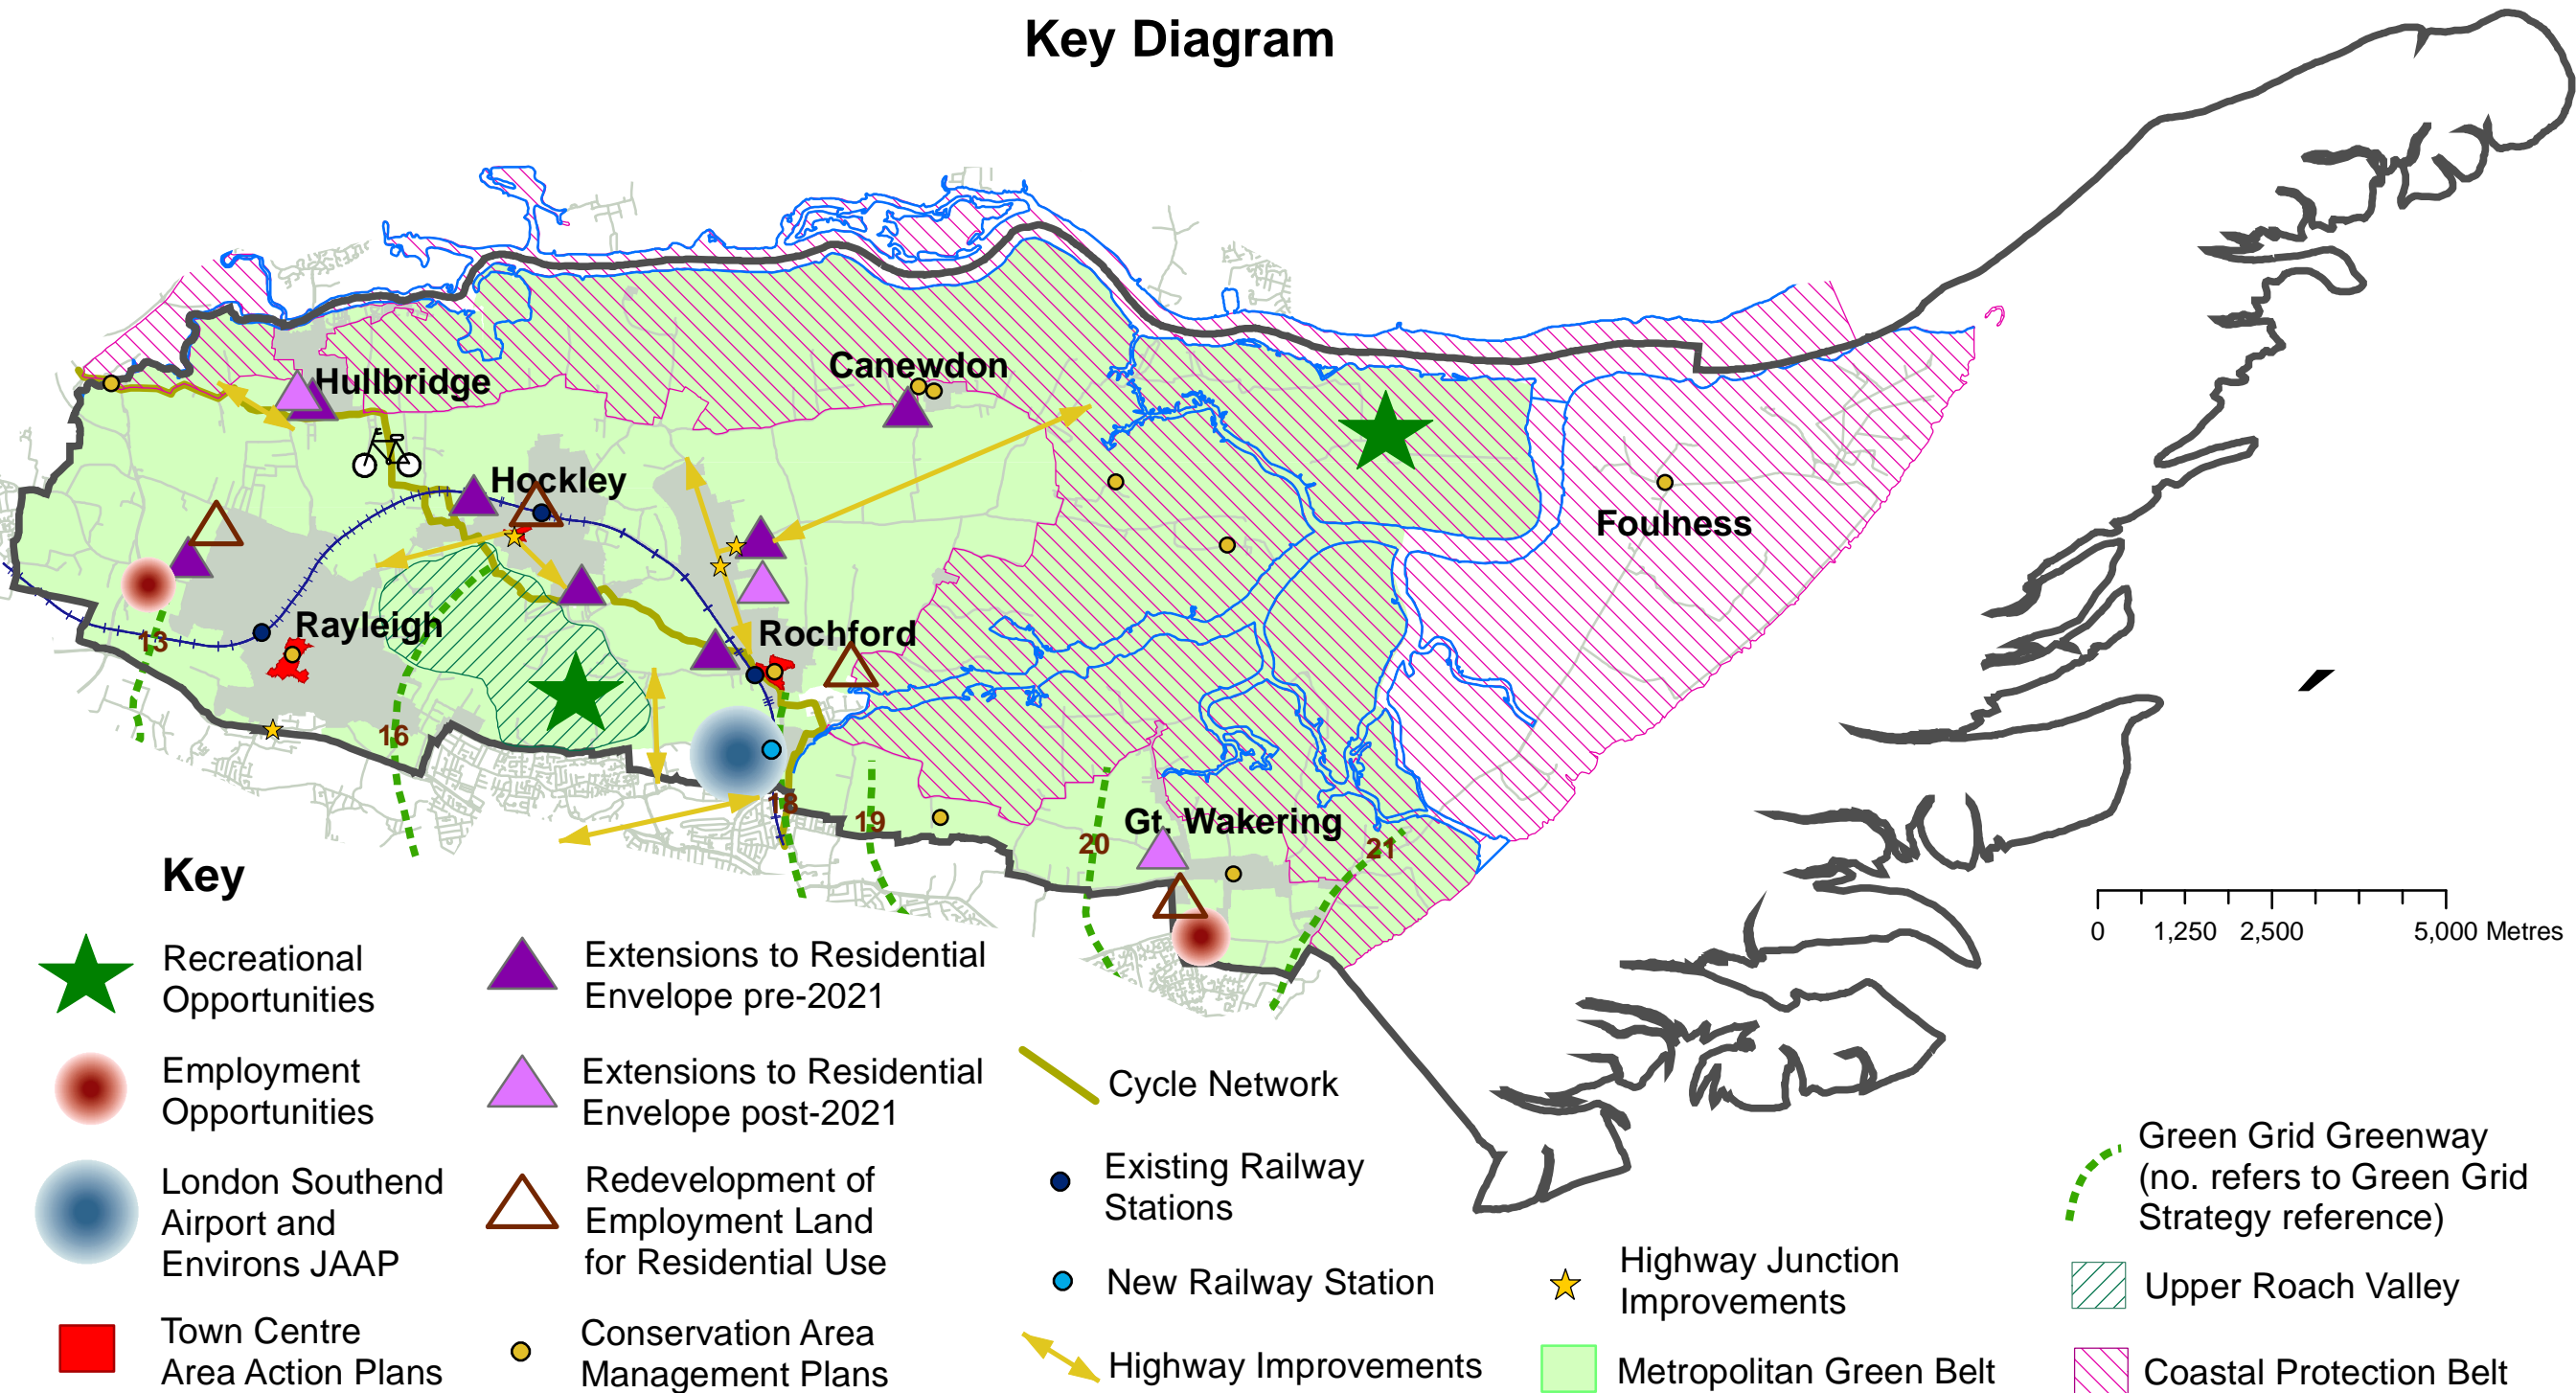 Key Diagram
Hullbridge
Canewdon
Hockley
Foulness
Rayleigh
Rochford
13
16
18
19
20
Gt. Wakering
21
Key
Recreational
Opportunities
Employment
Opportunities
London Southend
Airport and
Environs JAAP
Town Centre
Area Action Plans
Extensions to Residential
Envelope pre-2021
Extensions to Residential
Envelope post-2021
Redevelopment of
Employment Land
for Residential Use
Conservation Area
Management Plans
Cycle Network
Existing Railway
Stations
New Railway Station
Highway Improvements
Highway Junction
Improvements
Metropolitan Green Belt
0 1,250 2,500 5,000 Metres
Green Grid Greenway
(no. refers to Green Grid
Strategy reference)
Upper Roach Valley
Coastal Protection Belt